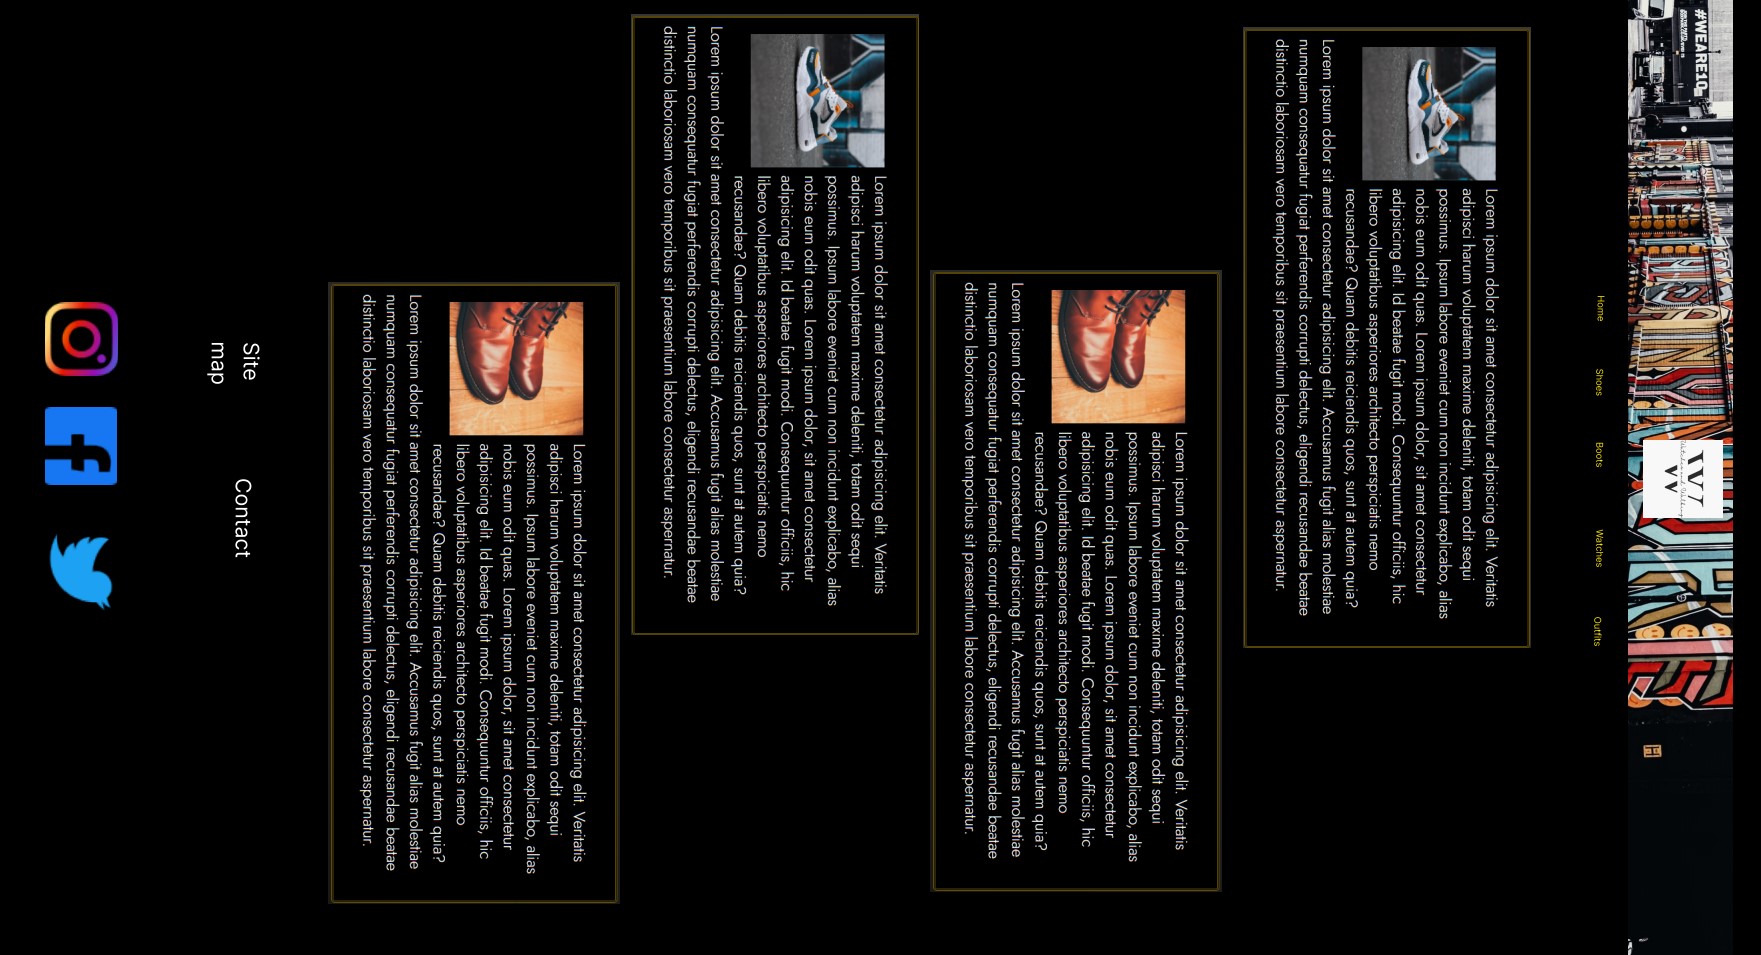 #WEARE10
W
Watches and Walking
W
Home
Shoes
Boots
Watches
Outfits
Lorem ipsum dolor sit amet consectetur adipisicing elit. Veritatis
adipisci harum voluptatem maxime deleniti, totam odit sequi
possimus. Ipsum labore eveniet cum non incidunt explicabo, alias
nobis eum odit quas. Lorem ipsum dolor, sit amet consectetur
adipisicing elit. Id beatae fugit modi. Consequuntur officiis, hic
libero voluptatibus asperiores architecto perspiciatis nemo
recusandae? Quam debitis reiciendis quos, sunt at autem quia?
Lorem ipsum dolor sit amet consectetur adipisicing elit. Accusamus fugit alias molestiae
numquam consequatur fugiat perferendis corrupti delectus, eligendi recusandae beatae
distinctio laboriosam vero temporibus sit praesentium labore consectetur aspernatur.
Lorem ipsum dolor sit amet consectetur adipisicing elit. Veritatis
adipisci harum voluptatem maxime deleniti, totam odit sequi
possimus. Ipsum labore eveniet cum non incidunt explicabo, alias
nobis eum odit quas. Lorem ipsum dolor, sit amet consectetur
adipisicing elit. Id beatae fugit modi. Consequuntur officiis, hic
libero voluptatibus asperiores architecto perspiciatis nemo
recusandae? Quam debitis reiciendis quos, sunt at autem quia?
Lorem ipsum dolor sit amet consectetur adipisicing elit. Accusamus fugit alias molestiae
numquam consequatur fugiat perferendis corrupti delectus, eligendi recusandae beatae
distinctio laboriosam vero temporibus sit praesentium labore consectetur aspernatur.
Lorem ipsum dolor sit amet consectetur adipisicing elit. Veritatis
adipisci harum voluptatem maxime deleniti, totam odit sequi
possimus. Ipsum labore eveniet cum non incidunt explicabo, alias
nobis eum odit quas. Lorem ipsum dolor, sit amet consectetur
adipisicing elit. Id beatae fugit modi. Consequuntur officiis, hic
libero voluptatibus asperiores architecto perspiciatis nemo
recusandae? Quam debitis reiciendis quos, sunt at autem quia?
Lorem ipsum dolor sit amet consectetur adipisicing elit. Accusamus fugit alias molestiae
numquam consequatur fugiat perferendis corrupti delectus, eligendi recusandae beatae
distinctio laboriosam vero temporibus sit praesentium labore consectetur aspernatur.
Lorem ipsum dolor sit amet consectetur adipisicing elit. Veritatis
adipisci harum voluptatem maxime deleniti, totam odit sequi
possimus. Ipsum labore eveniet cum non incidunt explicabo, alias
nobis eum odit quas. Lorem ipsum dolor, sit amet consectetur
adipisicing elit. Id beatae fugit modi. Consequuntur officiis, hic
libero voluptatibus asperiores architecto perspiciatis nemo
recusandae? Quam debitis reiciendis quos, sunt at autem quia?
Lorem ipsum dolor sit amet consectetur adipisicing elit. Accusamus fugit alias molestiae
numquam consequatur fugiat perferendis corrupti delectus, eligendi recusandae beatae
distinctio laboriosam vero temporibus sit praesentium labore consectetur aspernatur.
Site
map
Contact